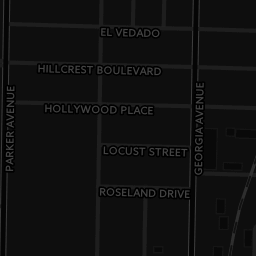 EL VEDADO
HILLCREST BOULEVARD
HOLLYWOOD PLACE
PARKER AVENUE
GEORGIA AVENUE
LOCUST STREET
ROSELAND DRIVE